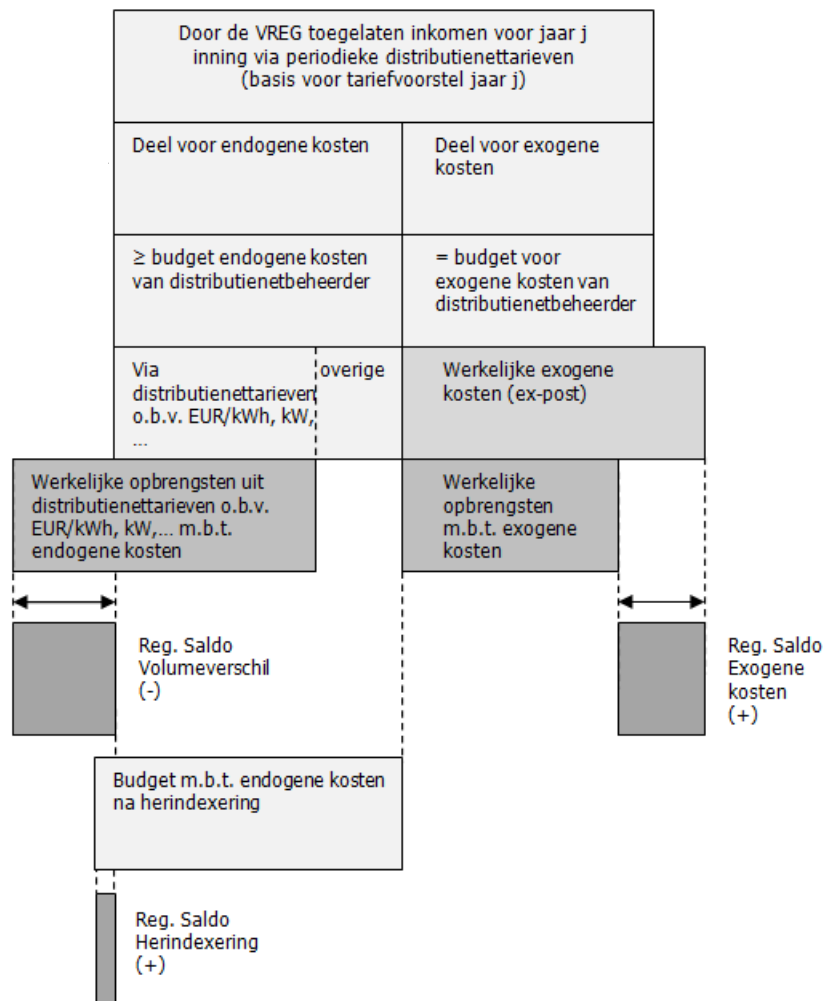 Door de VREG toegelaten inkomen voor jaar j
inning via periodieke distributienettarieven
(basis voor tariefvoorstel jaar j)
Deel voor endogene kosten
Deel voor exogene
kosten
≥ budget endogene kosten
van distributienetbeheerder
= budget voor
exogene kosten van
distributienetbeheerder
Via
distributienettarieven
o.b.v. EUR/kWh, kW,
...
overige
Werkelijke exogene
kosten (ex-post)
Werkelijke opbrengsten uit
distributienettarieven o.b.v.
EUR/kWh, kW,... m.b.t.
endogene kosten
Werkelijke
opbrengsten
m.b.t. exogene
kosten
Reg. Saldo
Volumeverschil
(-)
Reg. Saldo
Exogene
kosten
(+)
Budget m.b.t. endogene kosten
na herindexering
Reg. Saldo
Herindexering
(+)